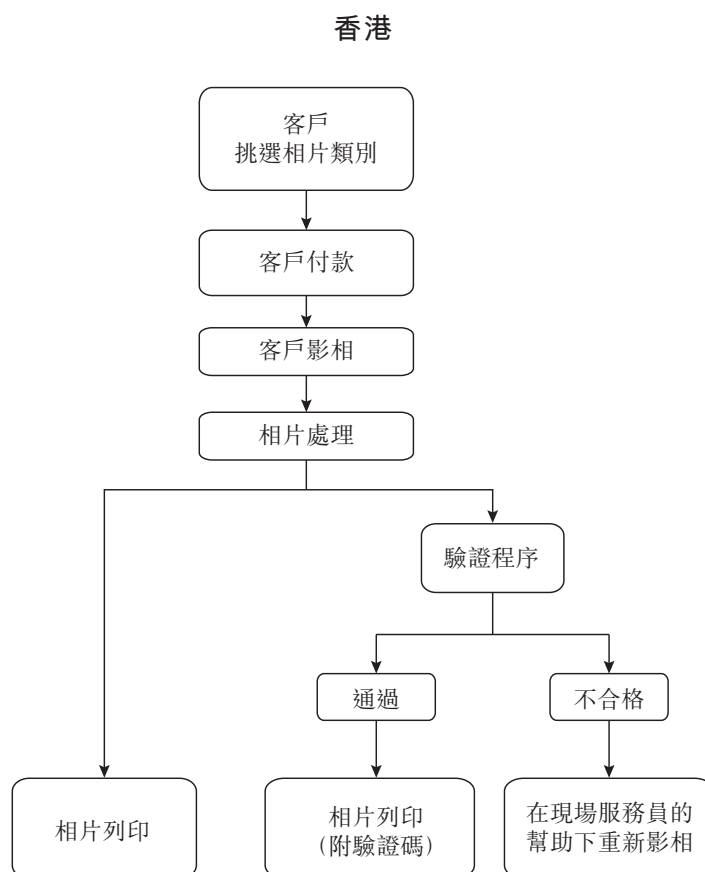 香港
客戶
挑選相片類別
客戶付款
客戶影相
相片處理
驗證程序
通過
不合格
相片列印
相片列印
（附驗證碼）
在現場服務員的
幫助下重新影相